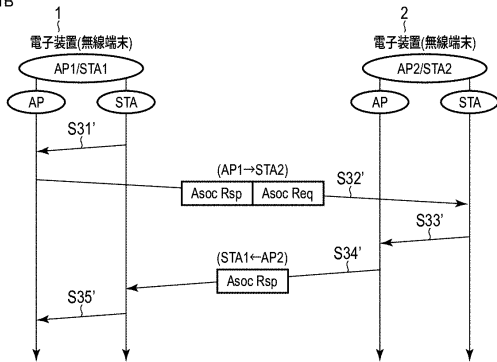 1B
1
2
電子装置(無線端末)
電子装置(無線端末)
AP1/STA1
AP2/STA2
AP
STA
AP
STA
S31'
(AP1→STA2)
Asoc Rsp
Asoc Req
S32'
S33'
(STA1←AP2)
S34'
Asoc Rsp
S35'